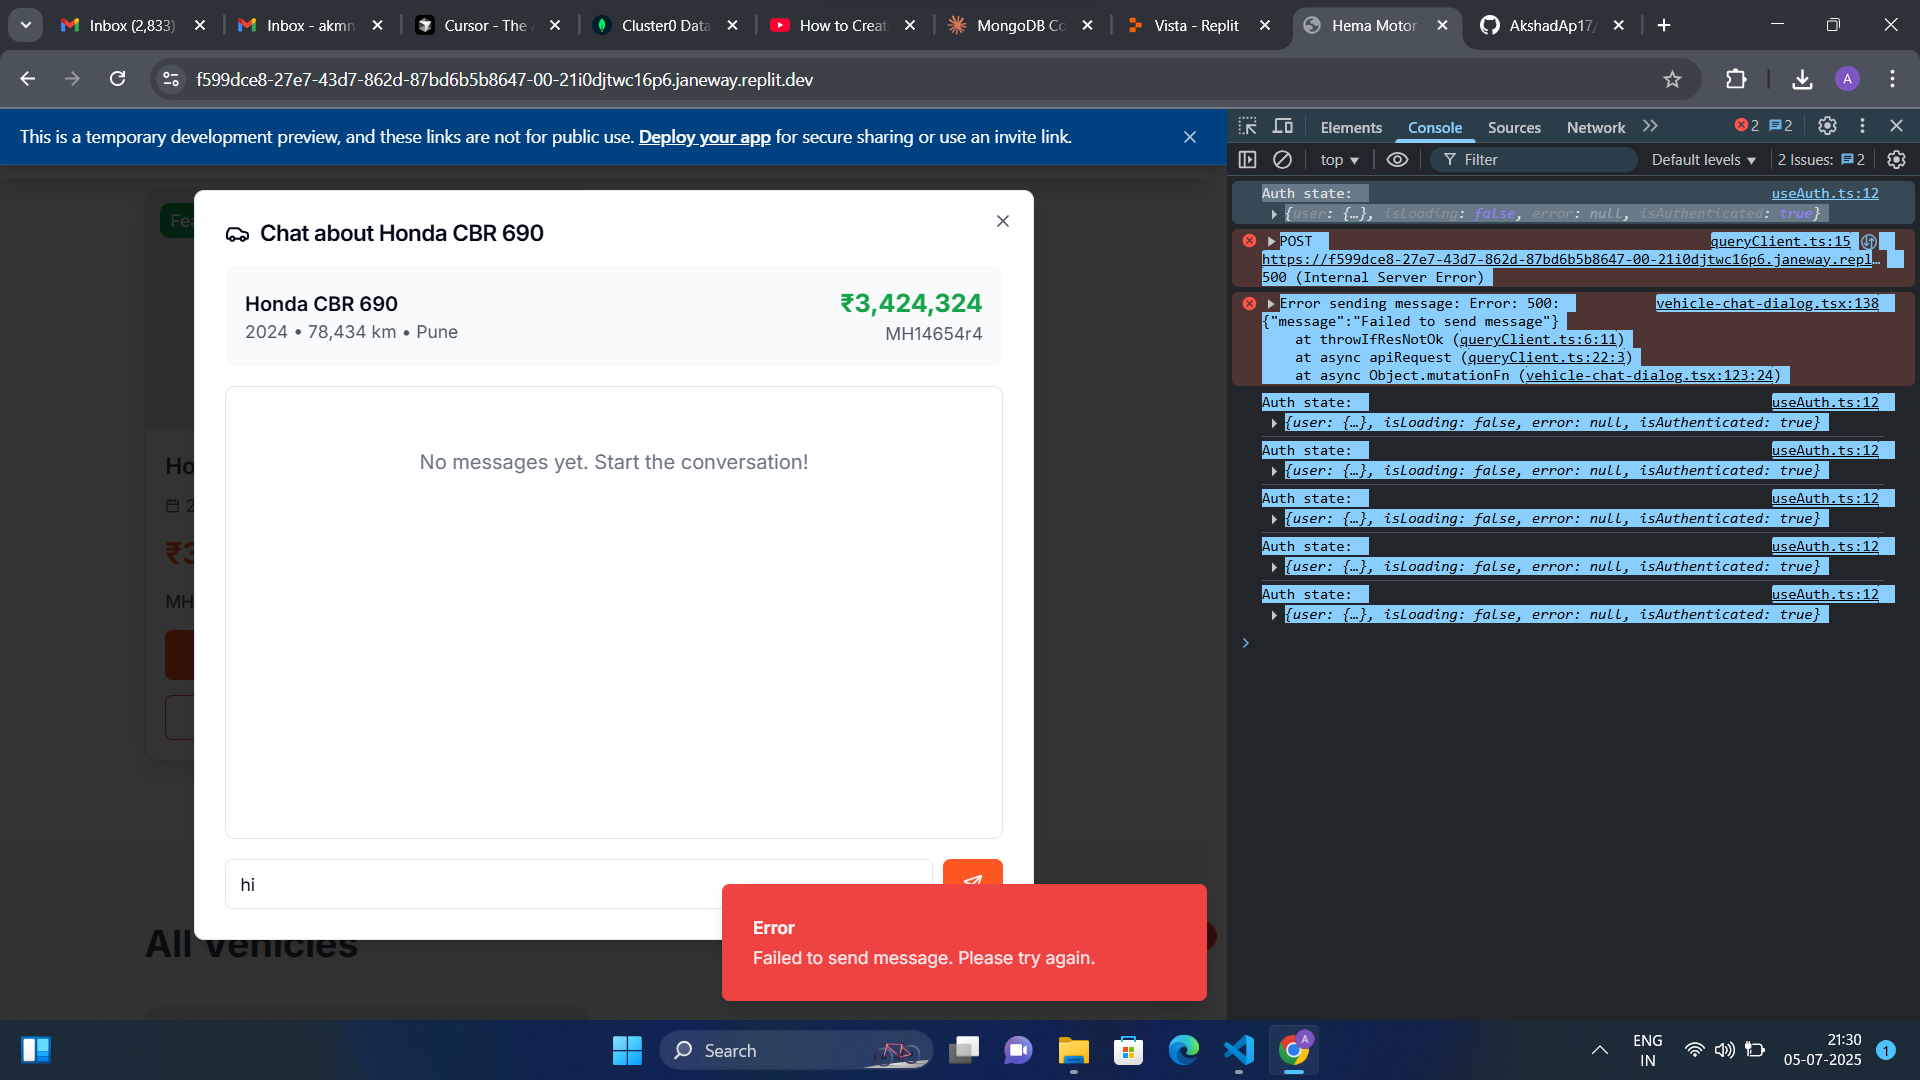 Inbox (2,833)
Inbox - akmn
Cursor - The A
Cluster0 Data
How to Creat
MongoDB Co
Vista - Replit
Hema Motor
AkshadAp17/
f599dce8-27e7-43d7-862d-87bd6b5b8647-00-21i0djtwc16p6.janeway.replit.dev
A
This is a temporary development preview, and these links are not for public use. Deploy your app for secure sharing or use an invite link.
Elements
Console
Sources
Network
2
2
top
Filter
Default levels
2 Issues:
2
Fea
Chat about Honda CBR 690
Honda CBR 690
₹3,424,324
2024 • 78,434 km • Pune
MH14654r4
No messages yet. Start the conversation!
Ho
2
₹3
MH
hi
All Vehicles
Error
Failed to send message. Please try again.
Auth state:
useAuth.ts:12
{user: {…}, isLoading: false, error: null, isAuthenticated: true}
POST
queryClient.ts:15
https://f599dce8-27e7-43d7-862d-87bd6b5b8647-00-21i0djtwc16p6.janeway.repl…
500 (Internal Server Error)
Error sending message: Error: 500:
vehicle-chat-dialog.tsx:138
{"message":"Failed to send message"}
at throwIfResNotOk (queryClient.ts:6:11)
at async apiRequest (queryClient.ts:22:3)
at async Object.mutationFn (vehicle-chat-dialog.tsx:123:24)
Auth state:
useAuth.ts:12
{user: {…}, isLoading: false, error: null, isAuthenticated: true}
Auth state:
useAuth.ts:12
{user: {…}, isLoading: false, error: null, isAuthenticated: true}
Auth state:
useAuth.ts:12
{user: {…}, isLoading: false, error: null, isAuthenticated: true}
Auth state:
useAuth.ts:12
{user: {…}, isLoading: false, error: null, isAuthenticated: true}
Auth state:
useAuth.ts:12
{user: {…}, isLoading: false, error: null, isAuthenticated: true}
Search
A
ENG
IN
21:30
05-07-2025
1